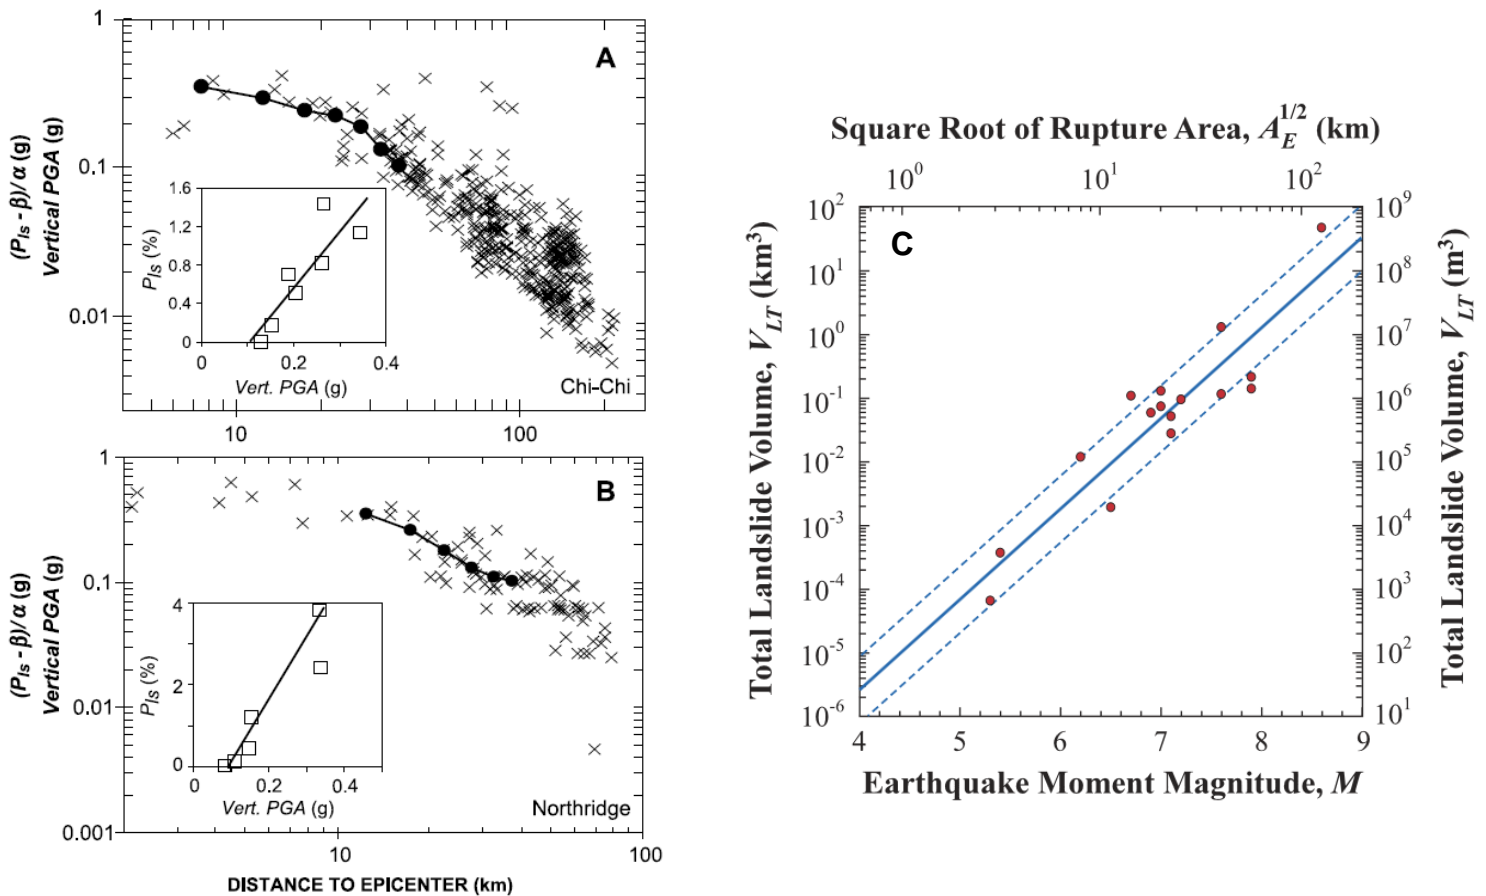 A
1
0.1
0.01
(P_ls - β)/α (g)
Vertical PGA (g)
1.6
1.2
0.8
0.4
0
P_ls (%)
0
0.2
0.4
Vert. PGA (g)
Chi-Chi
10
100
B
1
0.1
0.01
0.001
(P_ls - β)/α (g)
Vertical PGA (g)
4
2
0
P_ls (%)
0
0.2
0.4
Vert. PGA (g)
Northridge
10
100
DISTANCE TO EPICENTER (km)
Square Root of Rupture Area, A_E^1/2 (km)
10^0
10^1
10^2
C
10^2
10^1
10^0
10^-1
10^-2
10^-3
10^-4
10^-5
10^-6
Total Landslide Volume, V_LT (km^3)
10^9
10^8
10^7
10^6
10^5
10^4
10^3
10^2
10^1
Total Landslide Volume, V_LT (m^3)
4
5
6
7
8
9
Earthquake Moment Magnitude, M